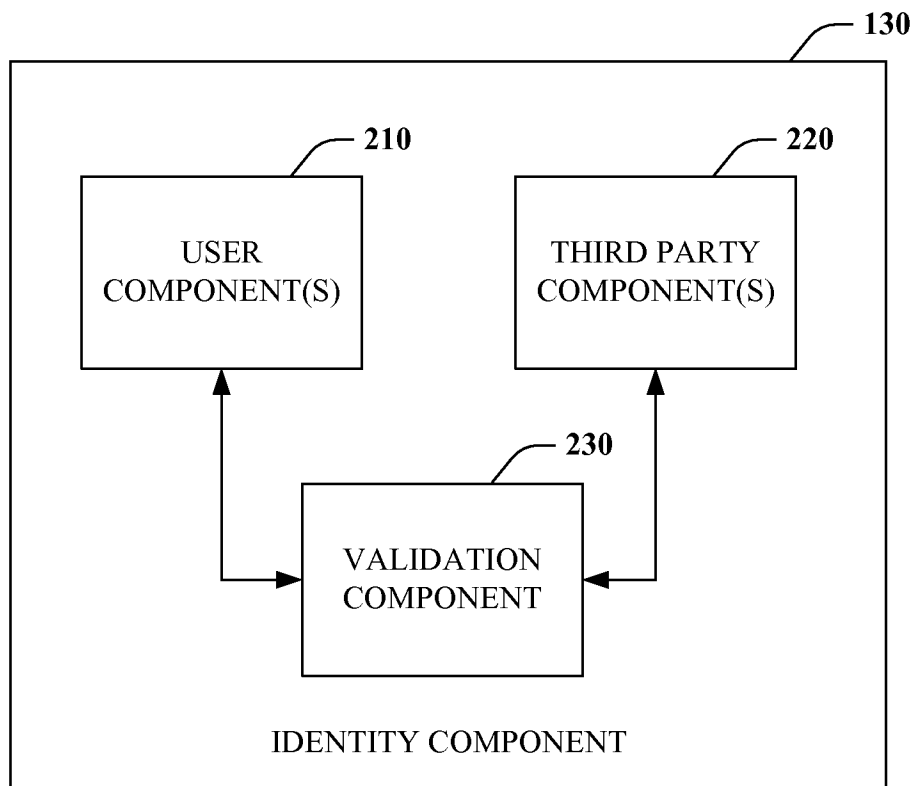 130
210
220
USER
COMPONENT(S)
THIRD PARTY
COMPONENT(S)
230
VALIDATION
COMPONENT
IDENTITY COMPONENT